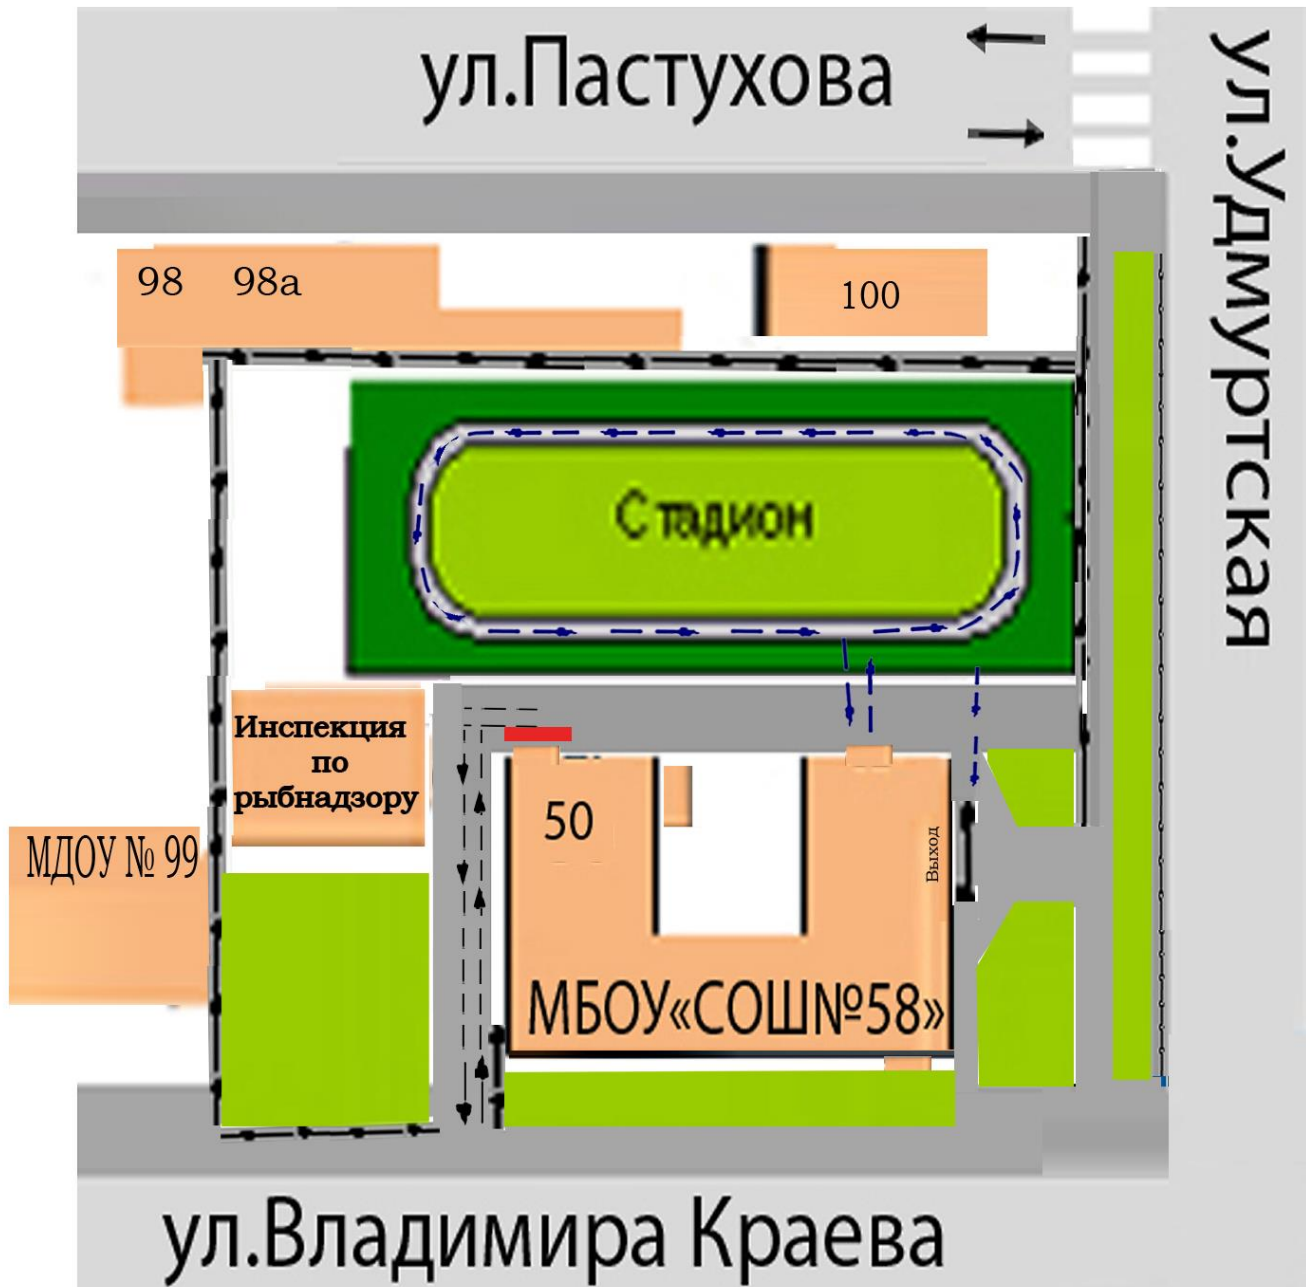 ул.Пастухова
ул.Удмуртская
98 98а
100
Стадион
Инспекция
по
рыбнадзору
МДОУ № 99
50
Выход
МБОУ«СОШ№58»
ул.Владимира Краева